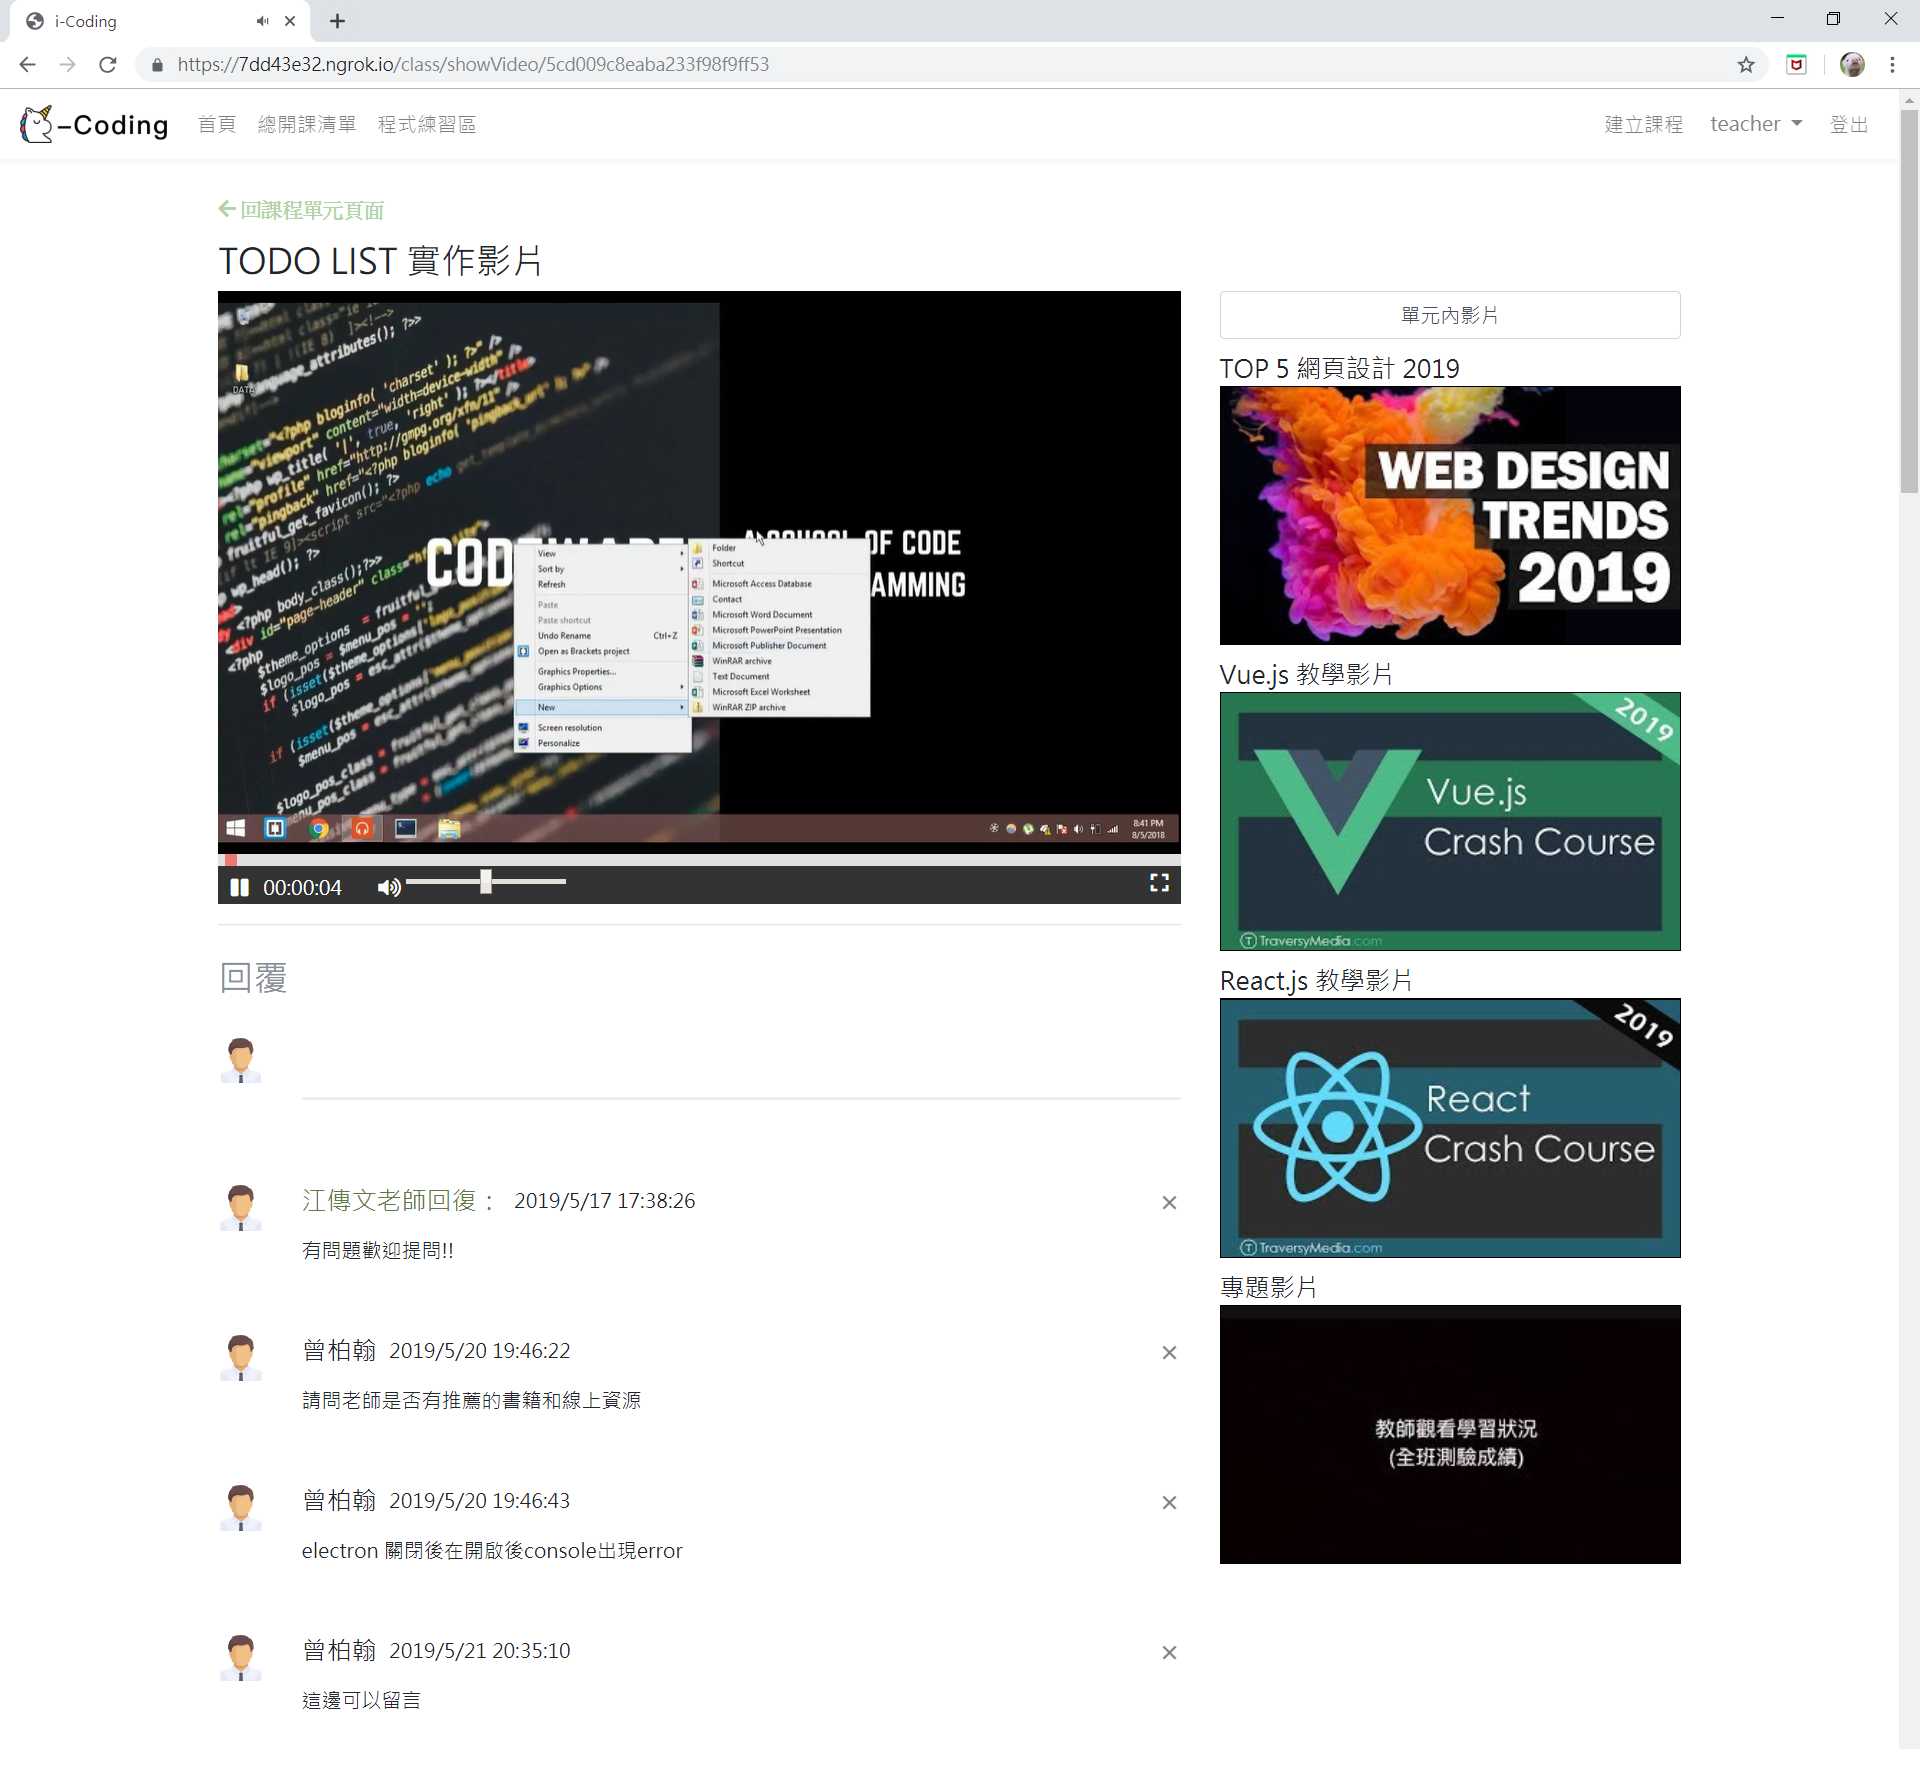 i-Coding
https://7dd43e32.ngrok.io/class/showVideo/5cd009c8eaba233f98f9ff53
-Coding 首頁 總開課清單 程式練習區 建立課程 teacher 登出
回課程單元頁面
TODO LIST 實作影片
DATA
View
Sort by
Refresh
Paste
Paste shortcut
Undo Rename Ctrl+Z
Open as Brackets project
Graphics Properties...
Graphics Options
New
Screen resolution
Personalize
Folder
Shortcut
Microsoft Access Database
Contact
Microsoft Word Document
Microsoft PowerPoint Presentation
Microsoft Publisher Document
WinRAR archive
Text Document
Microsoft Excel Worksheet
WinRAR ZIP archive
OF CODE
8:41 PM
8/5/2018
00:00:04
回覆
江傳文老師回復： 2019/5/17 17:38:26
有問題歡迎提問!!
曾柏翰 2019/5/20 19:46:22
請問老師是否有推薦的書籍和線上資源
曾柏翰 2019/5/20 19:46:43
electron 關閉後在開啟後console出現error
曾柏翰 2019/5/21 20:35:10
這邊可以留言
單元內影片
TOP 5 網頁設計 2019
WEB DESIGN
TRENDS
2019
Vue.js 教學影片
2019
Vue.js
Crash Course
TraversyMedia.com
React.js 教學影片
2019
React
Crash Course
TraversyMedia.com
專題影片
教師觀看學習狀況
(全班測驗成績)